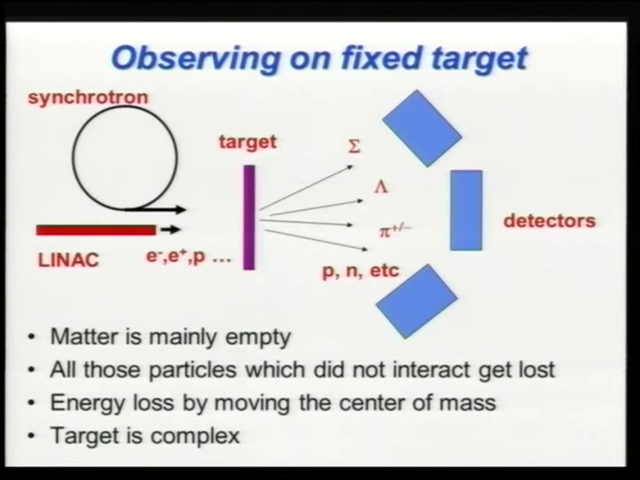 Observing on fixed target
synchrotron
target
Σ
Λ
π+/–
detectors
LINAC
e-,e+,p ...
p, n, etc
• Matter is mainly empty
• All those particles which did not interact get lost
• Energy loss by moving the center of mass
• Target is complex